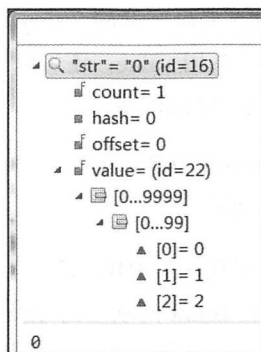 "str"= "0" (id=16)
count= 1
hash= 0
offset= 0
value= (id=22)
[0...9999]
[0...99]
[0]= 0
[1]= 1
[2]= 2
0